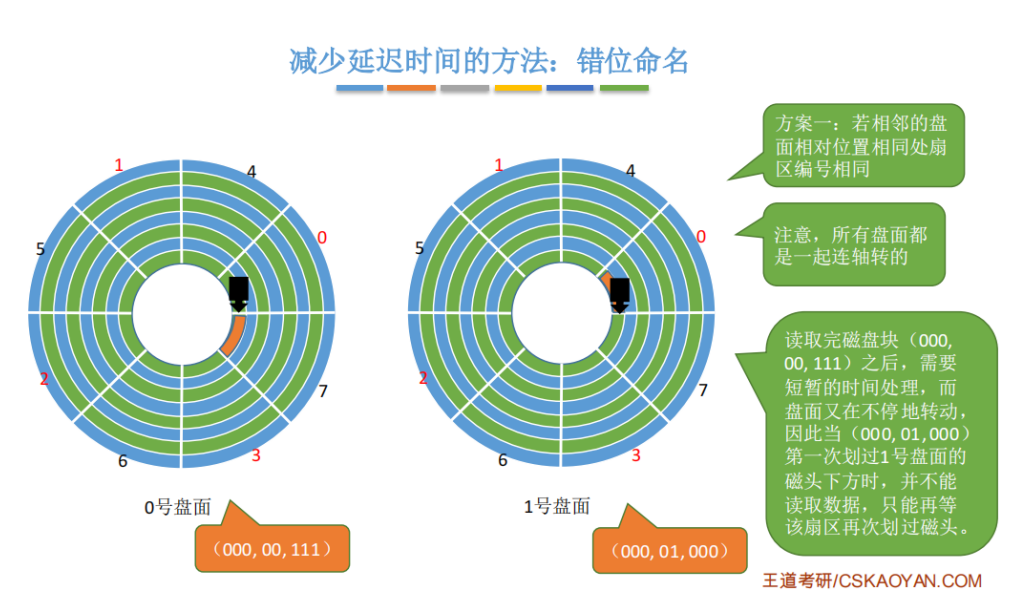 减少延迟时间的方法：错位命名
方案一：若相邻的盘
面相对位置相同处扇
区编号相同
注意，所有盘面都
是一起连轴转的
读取完磁盘块（000,
00, 111）之后，需要
短暂的时间处理，而
盘面又在不停地转动，
因此当（000, 01, 000）
第一次划过1号盘面的
磁头下方时，并不能
读取数据，只能再等
该扇区再次划过磁头。
1
4
0
5
2
7
6
3
0号盘面
（000, 00, 111）
1
4
0
5
2
7
6
3
1号盘面
（000, 01, 000）
王道考研/CSKAOYAN.COM